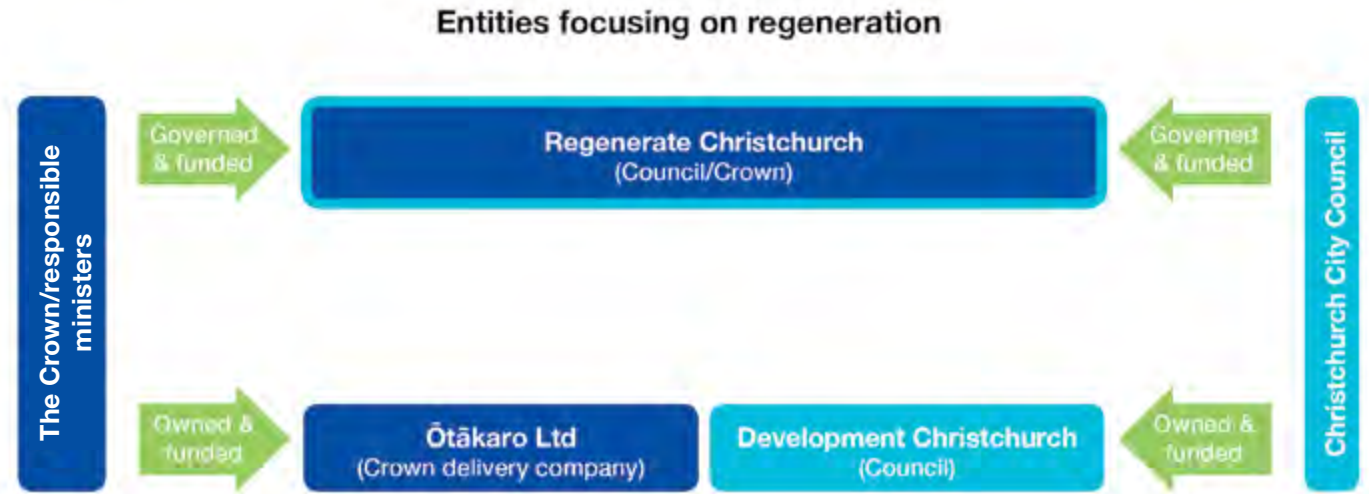 Entities focusing on regeneration
The Crown/responsible
ministers
Governed
& funded
Regenerate Christchurch
(Council/Crown)
Governed
& funded
Christchurch City Council
Owned &
funded
Ōtākaro Ltd
(Crown delivery company)
Development Christchurch
(Council)
Owned &
funded